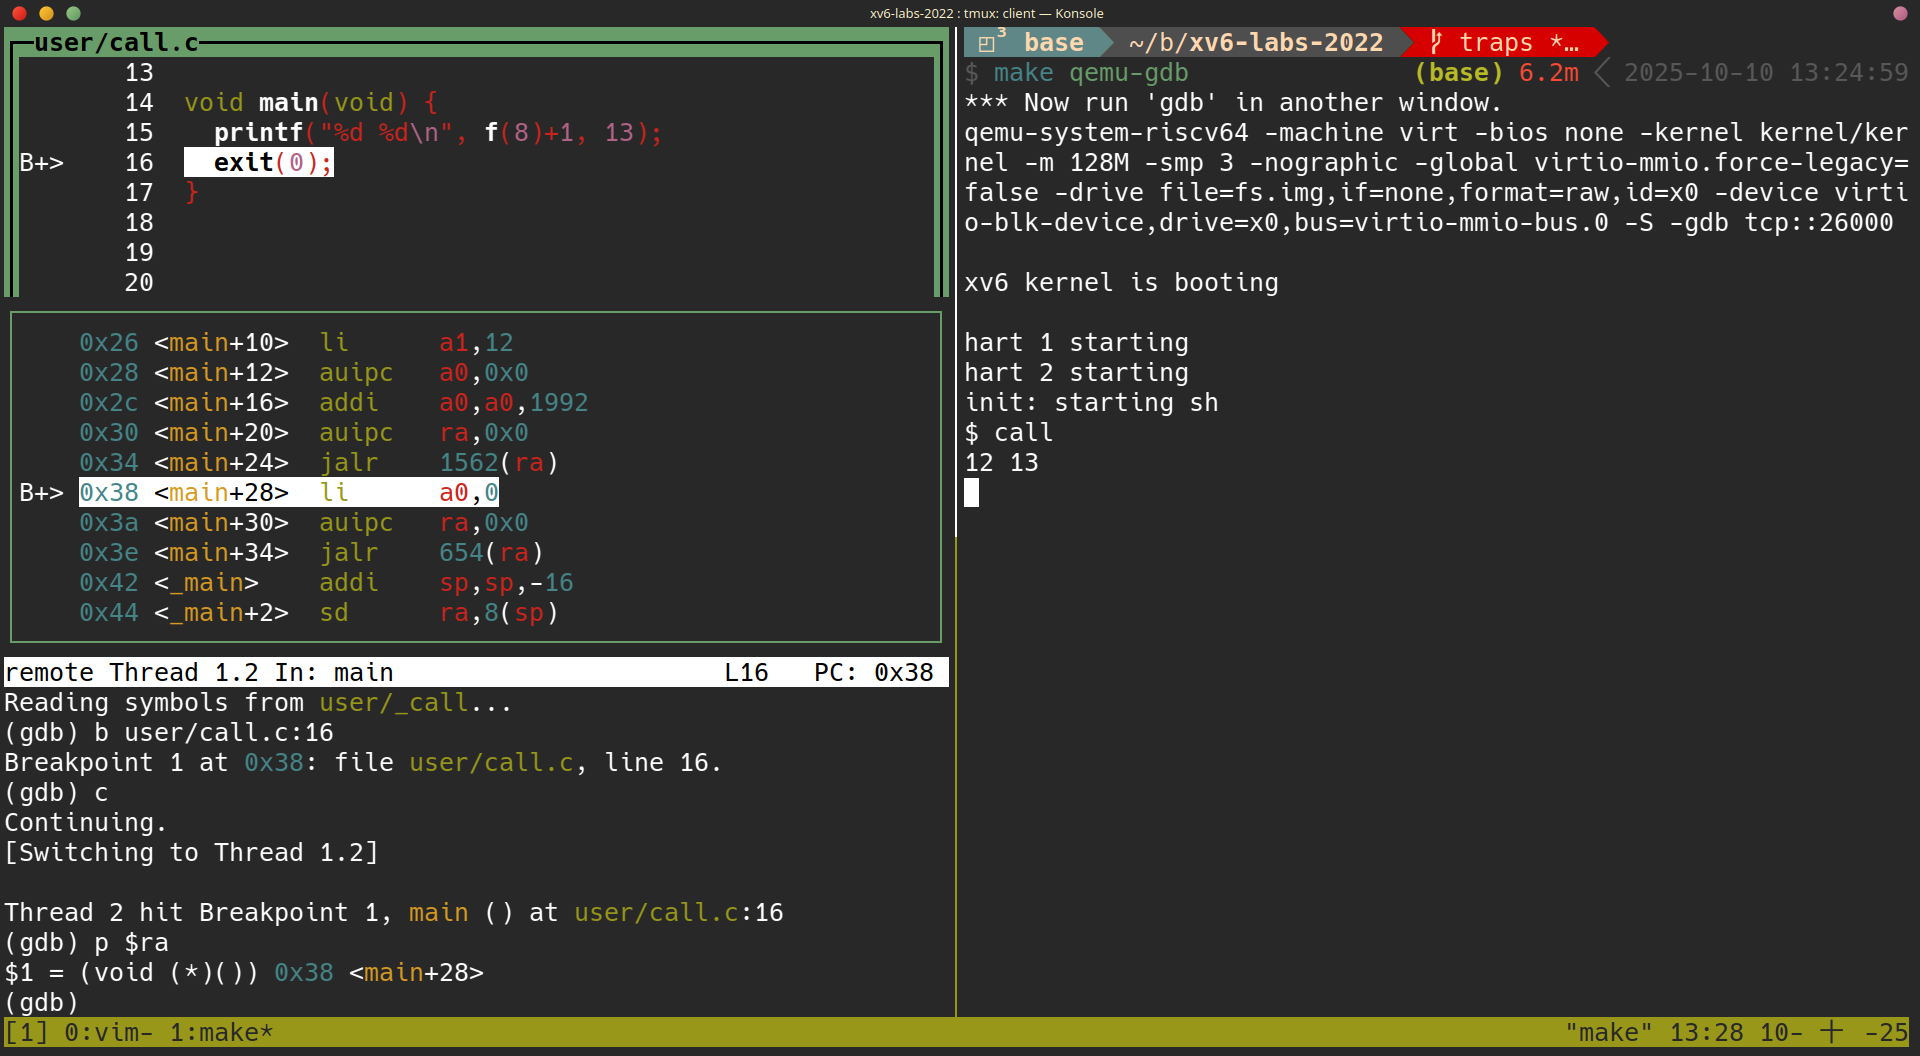 xv6-labs-2022 : tmux: client — Konsole
user/call.c
13
14  void main(void) {
15    printf("%d %d\n", f(8)+1, 13);
B+> 16    exit(0);
17  }
18
19
20
0x26 <main+10>  li      a1,12
0x28 <main+12>  auipc   a0,0x0
0x2c <main+16>  addi    a0,a0,1992
0x30 <main+20>  auipc   ra,0x0
0x34 <main+24>  jalr    1562(ra)
B+> 0x38 <main+28>  li      a0,0
0x3a <main+30>  auipc   ra,0x0
0x3e <main+34>  jalr    654(ra)
0x42 <_main>    addi    sp,sp,-16
0x44 <_main+2>  sd      ra,8(sp)
remote Thread 1.2 In: main                      L16   PC: 0x38
Reading symbols from user/_call...
(gdb) b user/call.c:16
Breakpoint 1 at 0x38: file user/call.c, line 16.
(gdb) c
Continuing.
[Switching to Thread 1.2]
Thread 2 hit Breakpoint 1, main () at user/call.c:16
(gdb) p $ra
$1 = (void (*)()) 0x38 <main+28>
(gdb)
3 base ~/b/xv6-labs-2022 traps *…
$ make qemu-gdb (base) 6.2m 2025-10-10 13:24:59
*** Now run 'gdb' in another window.
qemu-system-riscv64 -machine virt -bios none -kernel kernel/ker
nel -m 128M -smp 3 -nographic -global virtio-mmio.force-legacy=
false -drive file=fs.img,if=none,format=raw,id=x0 -device virti
o-blk-device,drive=x0,bus=virtio-mmio-bus.0 -S -gdb tcp::26000
xv6 kernel is booting
hart 1 starting
hart 2 starting
init: starting sh
$ call
12 13
[1] 0:vim- 1:make* "make" 13:28 10- + -25